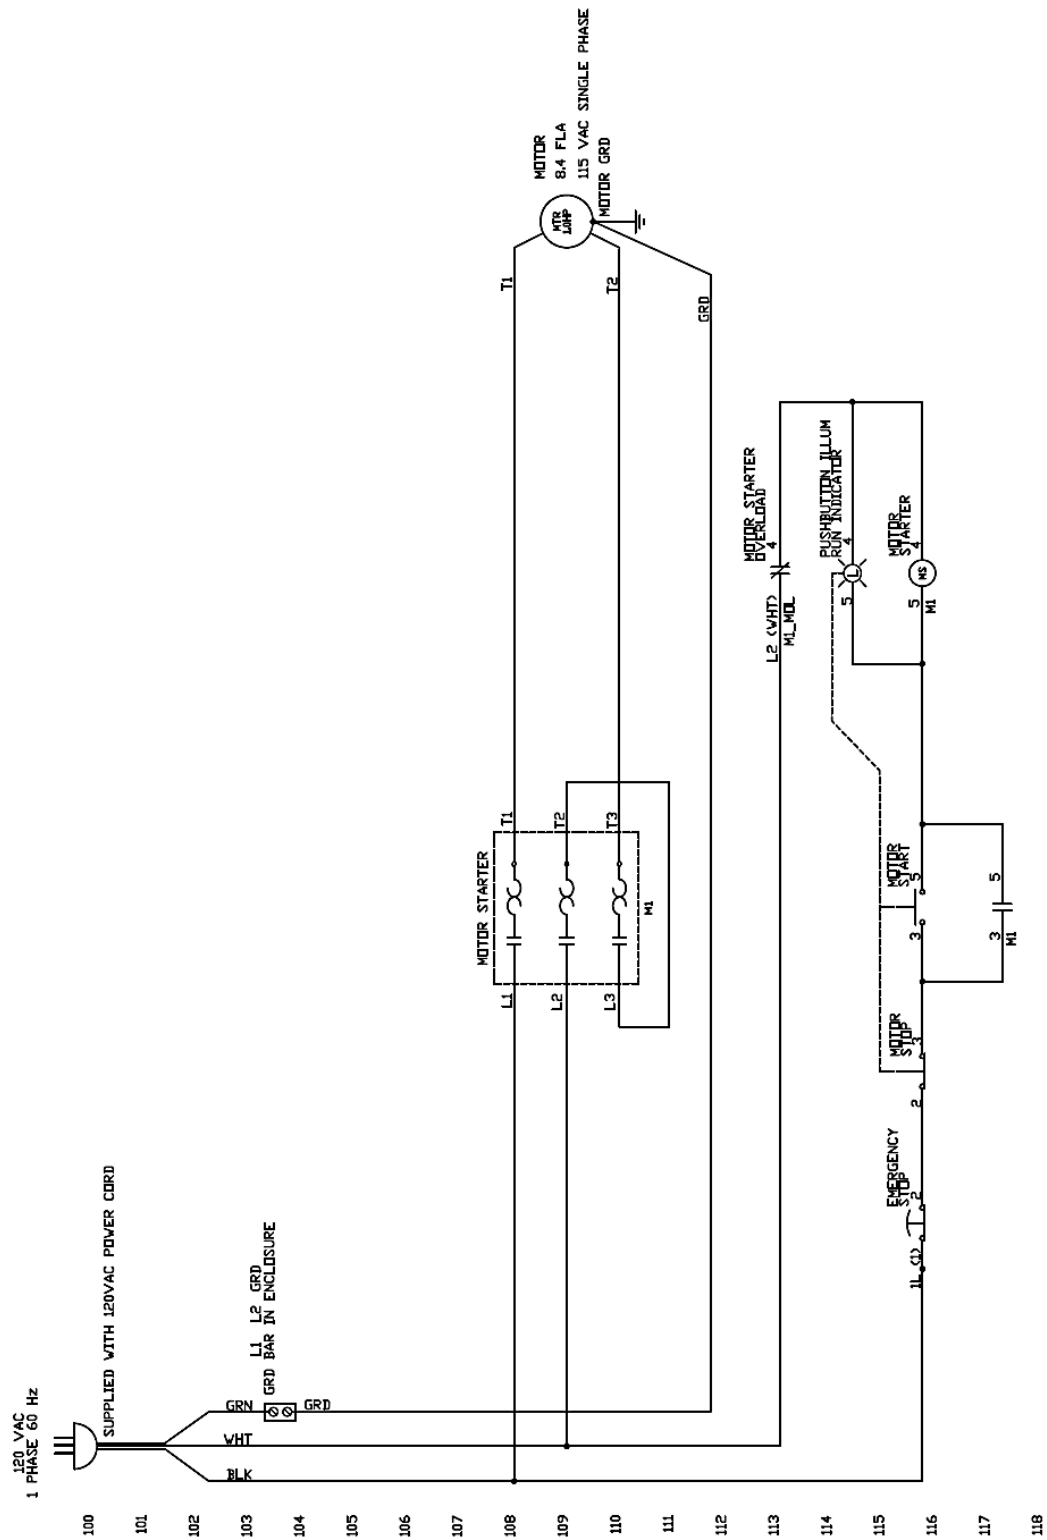 120 VAC
1 PHASE 60 Hz
SUPPLIED WITH 120VAC POWER CORD
100
101
102
103
104
105
106
107
108
109
110
111
112
113
114
115
116
117
118
GRN
WHT
BLK
L1 L2 GRD
GRD BAR IN ENCLOSURE
GRD
MOTOR STARTER
L1
L2
L3
T1
T2
T3
M1
T1
T2
GRD
MOTOR
8.4 FLA
115 VAC SINGLE PHASE
MOTOR GRD
MTR
1.0HP
L2 (WHT)
M1_MOL
MOTOR STARTER
OVERLOAD
4
PUSHBUTTON ILLUM
RUN INDICATOR
5
L
4
MOTOR
STARTER
5
MS
4
M1
1L (1)
EMERGENCY
STOP
2
2
MOTOR
STOP
3
3
MOTOR
START
5
3
5
M1